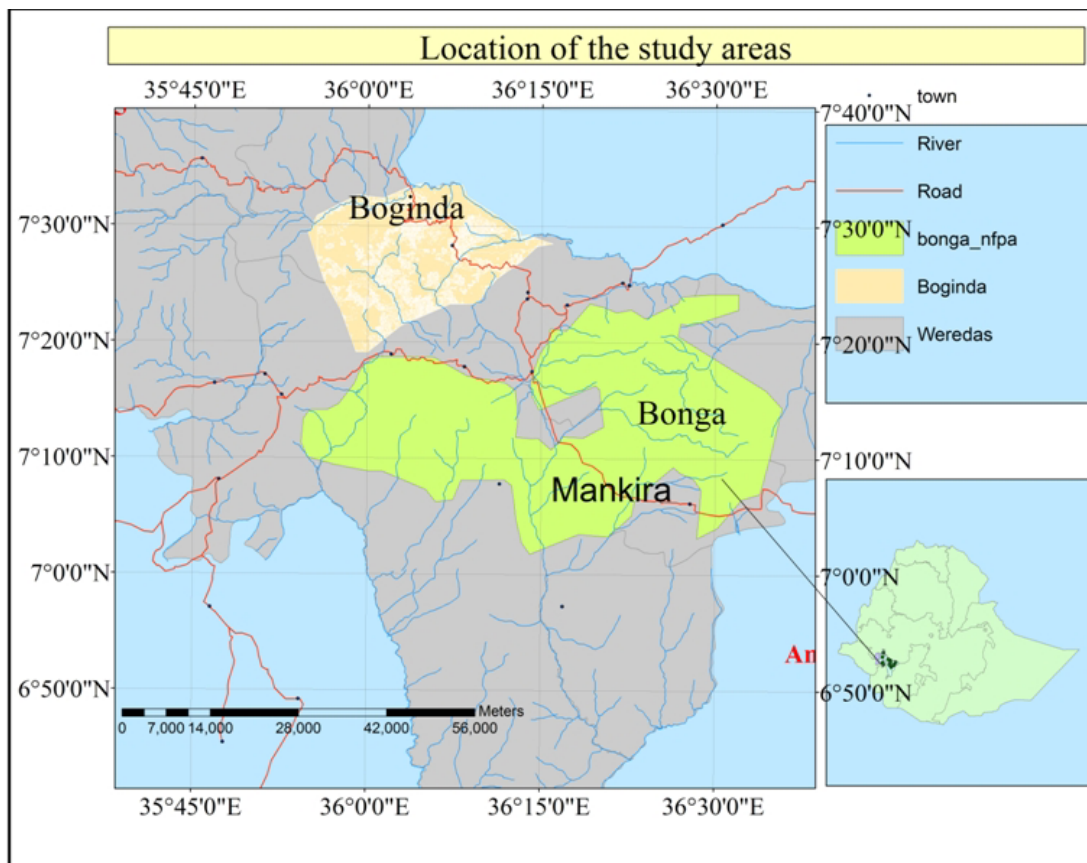 Location of the study areas
35°45'0"E 36°0'0"E 36°15'0"E 36°30'0"E
7°40'0"N
7°30'0"N
7°30'0"N
7°20'0"N
7°20'0"N
7°10'0"N
7°10'0"N
7°0'0"N
7°0'0"N
6°50'0"N
6°50'0"N
Boginda
Bonga
Mankira
An
Meters
0 7,000 14,000 28,000 42,000 56,000
35°45'0"E 36°0'0"E 36°15'0"E 36°30'0"E
town
River
Road
bonga_nfpa
Boginda
Weredas